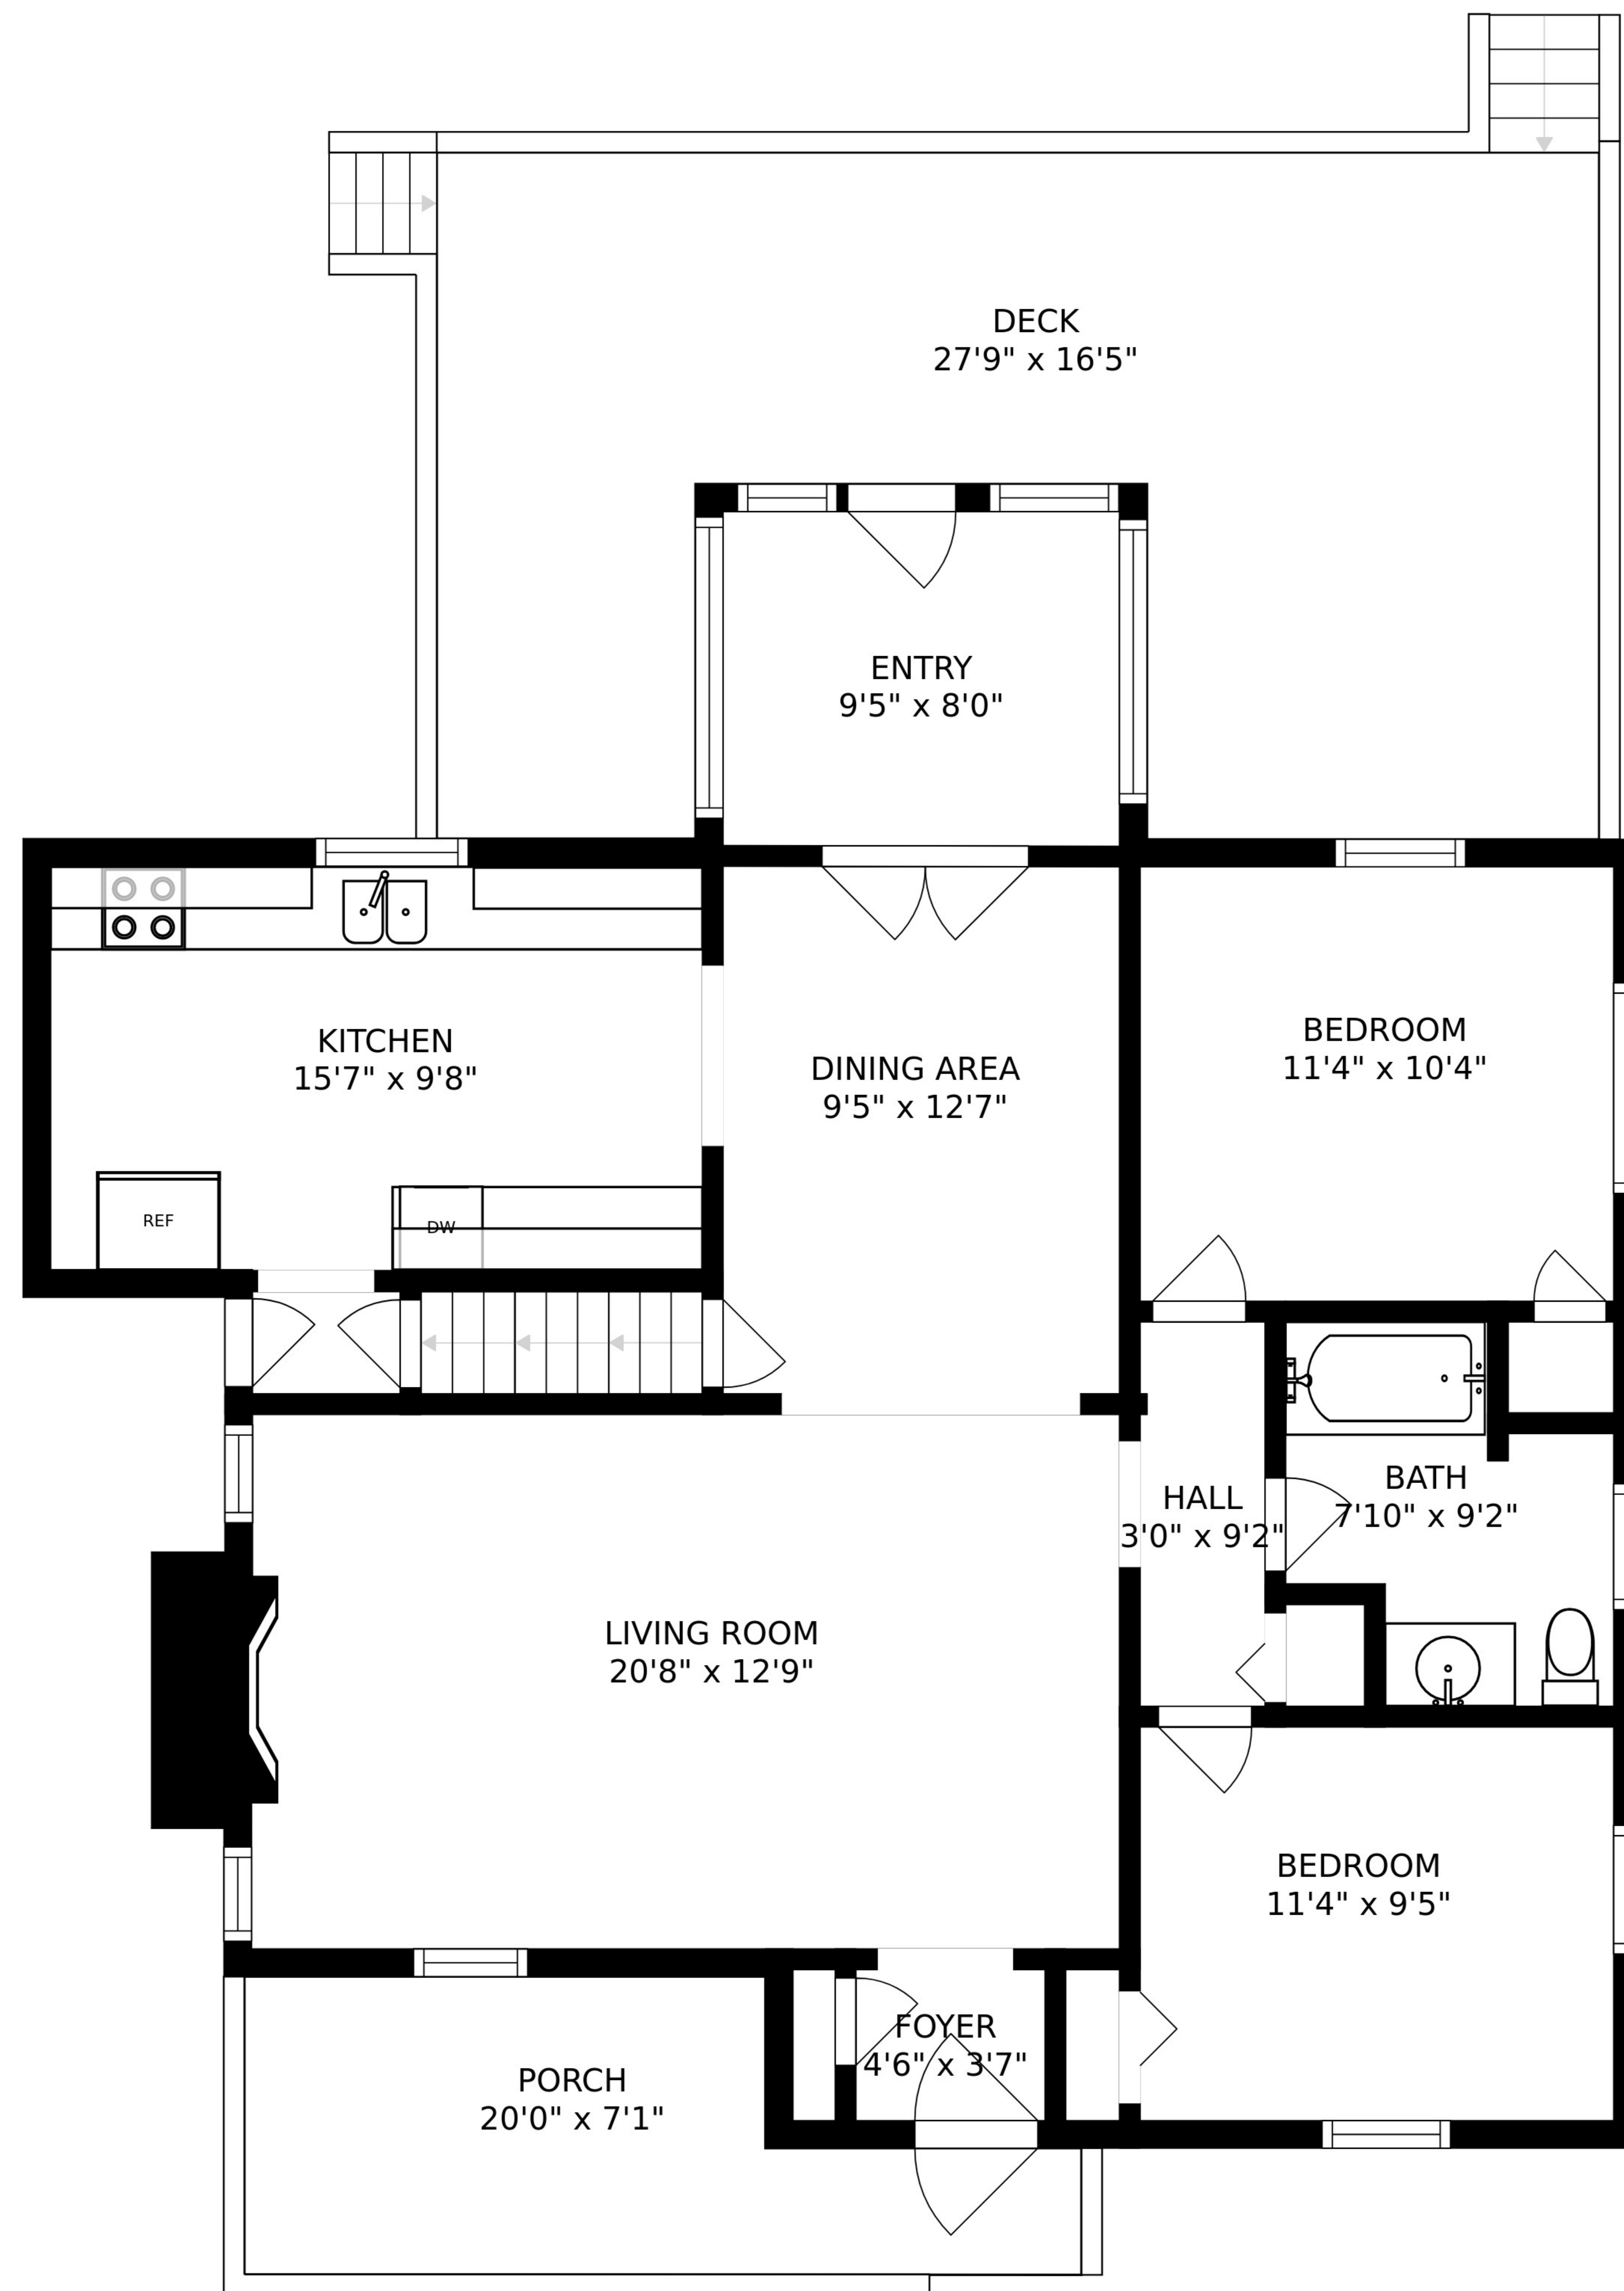 DECK
27'9" x 16'5"
ENTRY
9'5" x 8'0"
KITCHEN
15'7" x 9'8"
DINING AREA
9'5" x 12'7"
BEDROOM
11'4" x 10'4"
REF
DW
HALL
3'0" x 9'2"
BATH
7'10" x 9'2"
LIVING ROOM
20'8" x 12'9"
BEDROOM
11'4" x 9'5"
FOYER
4'6" x 3'7"
PORCH
20'0" x 7'1"